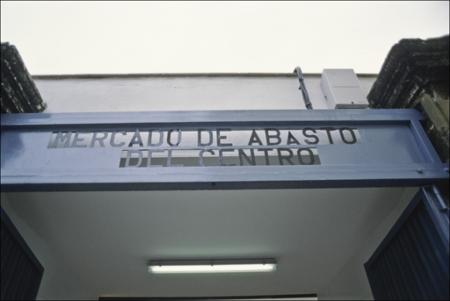 MERCADO DE ABASTO
DEL CENTRO